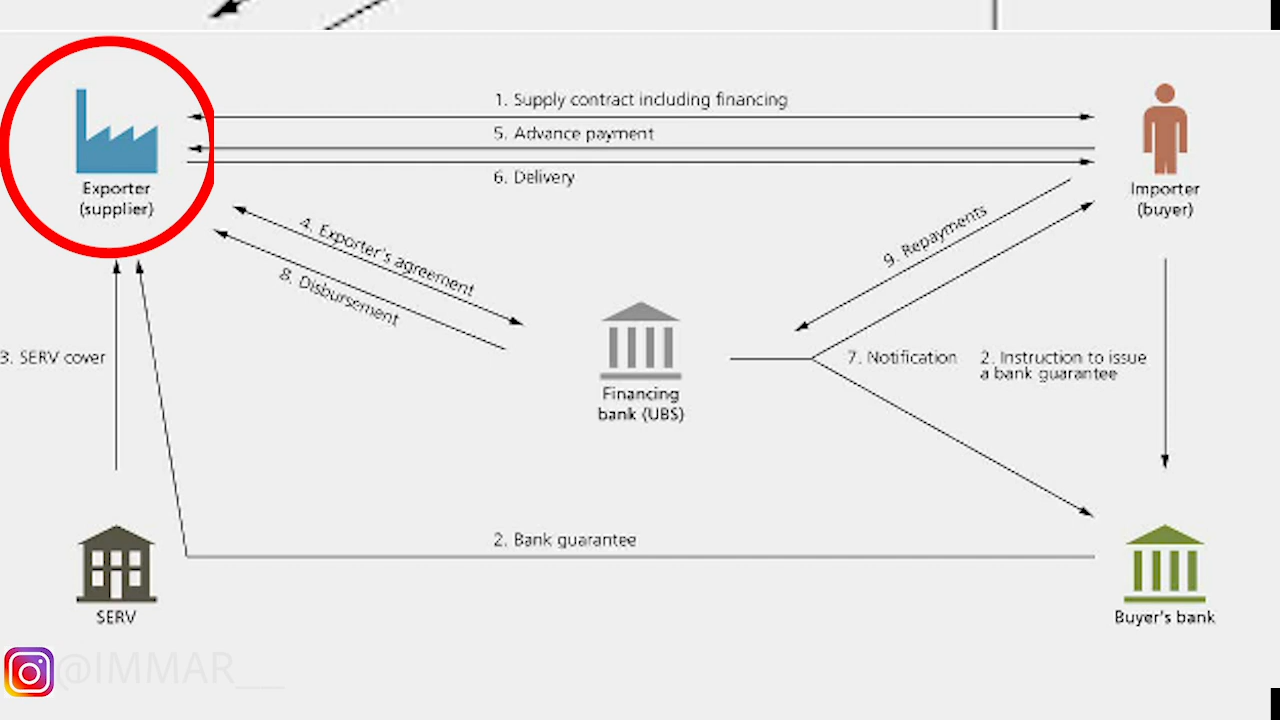 1. Supply contract including financing
5. Advance payment
6. Delivery
Exporter
(supplier)
Importer
(buyer)
4. Exporter's agreement
8. Disbursement
9. Repayments
3. SERV cover
7. Notification
2. Instruction to issue
a bank guarantee
Financing
bank (UBS)
2. Bank guarantee
SERV
Buyer's bank
@IMMAR__